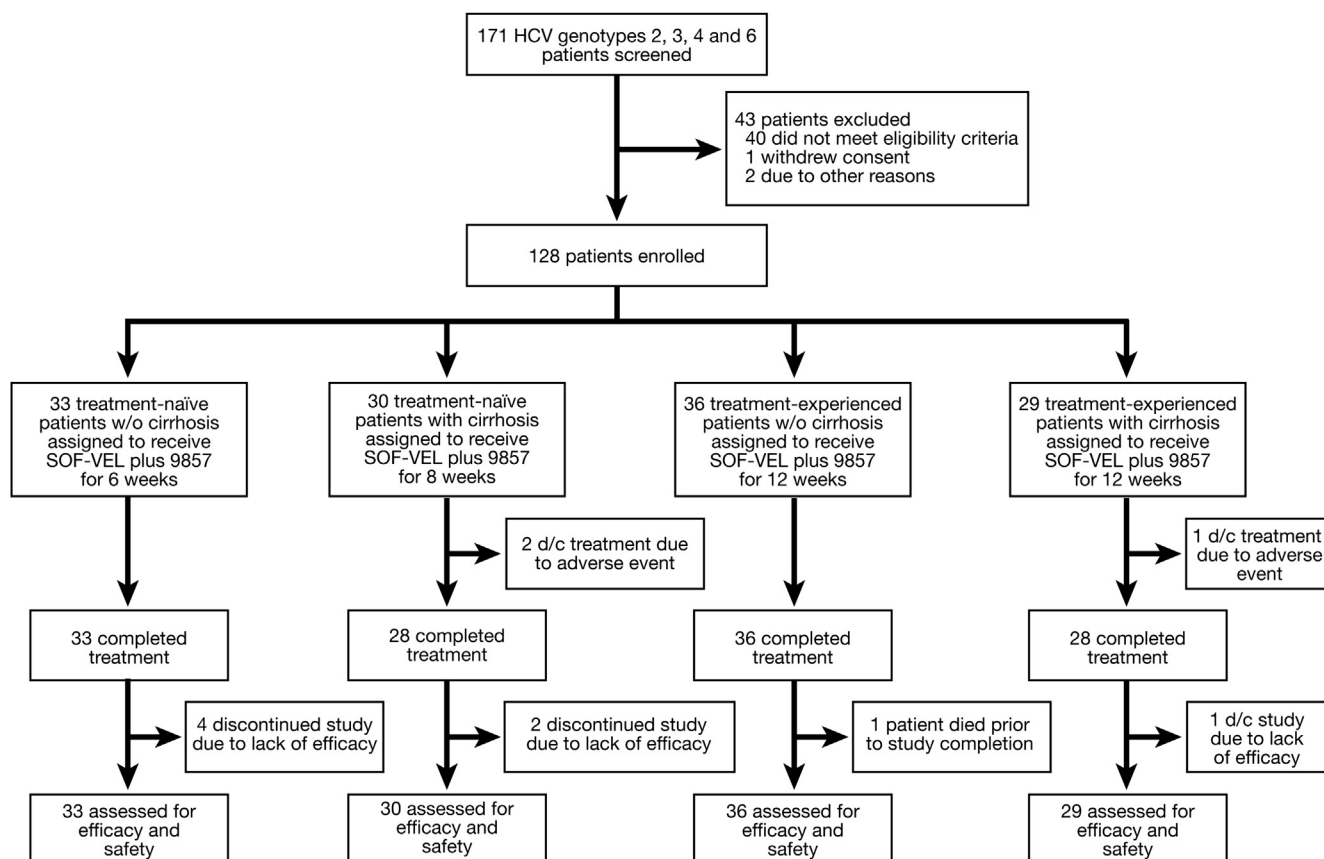 171 HCV genotypes 2, 3, 4 and 6
patients screened
43 patients excluded
40 did not meet eligibility criteria
1 withdrew consent
2 due to other reasons
128 patients enrolled
33 treatment-naïve
patients w/o cirrhosis
assigned to receive
SOF-VEL plus 9857
for 6 weeks
30 treatment-naïve
patients with cirrhosis
assigned to receive
SOF-VEL plus 9857
for 8 weeks
36 treatment-experienced
patients w/o cirrhosis
assigned to receive
SOF-VEL plus 9857
for 12 weeks
29 treatment-experienced
patients with cirrhosis
assigned to receive
SOF-VEL plus 9857
for 12 weeks
2 d/c treatment due
to adverse event
1 d/c treatment
due to adverse
event
33 completed
treatment
28 completed
treatment
36 completed
treatment
28 completed
treatment
4 discontinued study
due to lack of efficacy
2 discontinued study
due to lack of efficacy
1 patient died prior
to study completion
1 d/c study
due to lack
of efficacy
33 assessed for
efficacy and
safety
30 assessed for
efficacy and
safety
36 assessed for
efficacy and
safety
29 assessed for
efficacy and
safety